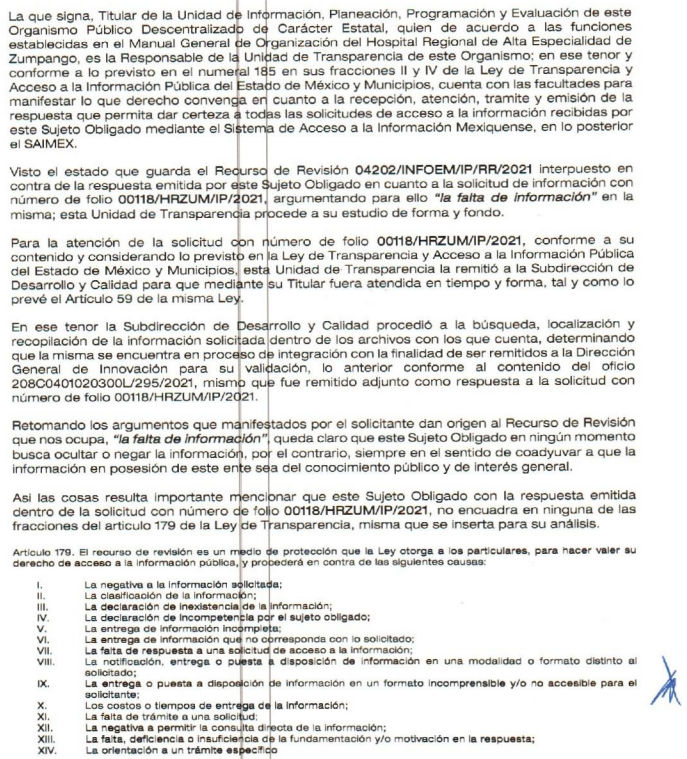 La que signa, Titular de la Unidad de Información, Planeación, Programación y Evaluación de este
Organismo Público Descentralizado de Carácter Estatal, quien de acuerdo a las funciones
establecidas en el Manual General de Organización del Hospital Regional de Alta Especialidad de
Zumpango, es la Responsable de la Unidad de Transparencia de este Organismo; en ese tenor y
conforme a lo previsto en el numeral 185 en sus fracciones II y IV de la Ley de Transparencia y
Acceso a la Información Pública del Estado de México y Municipios, cuenta con las facultades para
manifestar lo que derecho convenga en cuanto a la recepción, atención, tramite y emisión de la
respuesta que permita dar certeza a todas las solicitudes de acceso a la información recibidas por
este Sujeto Obligado mediante el Sistema de Acceso a la Información Mexiquense, en lo posterior
el SAIMEX.
Visto el estado que guarda el Recurso de Revisión 04202/INFOEM/IP/RR/2021 interpuesto en
contra de la respuesta emitida por este Sujeto Obligado en cuanto a la solicitud de información con
número de folio 00118/HRZUM/IP/2021, argumentando para ello "la falta de información" en la
misma; esta Unidad de Transparencia procede a su estudio de forma y fondo.
Para la atención de la solicitud con número de folio 00118/HRZUM/IP/2021, conforme a su
contenido y considerando lo previsto en la Ley de Transparencia y Acceso a la Información Pública
del Estado de México y Municipios, esta Unidad de Transparencia la remitió a la Subdirección de
Desarrollo y Calidad para que mediante su Titular fuera atendida en tiempo y forma, tal y como lo
prevé el Artículo 59 de la misma Ley.
En ese tenor la Subdirección de Desarrollo y Calidad procedió a la búsqueda, localización y
recopilación de la información solicitada dentro de los archivos con los que cuenta, determinando
que la misma se encuentra en proceso de integración con la finalidad de ser remitidos a la Dirección
General de Innovación para su validación, lo anterior conforme al contenido del oficio
208C0401020300L/295/2021, mismo que fue remitido adjunto como respuesta a la solicitud con
número de folio 00118/HRZUM/IP/2021.
Retomando los argumentos que manifestados por el solicitante dan origen al Recurso de Revisión
que nos ocupa, "la falta de información", queda claro que este Sujeto Obligado en ningún momento
busca ocultar o negar la información, por el contrario, siempre en el sentido de coadyuvar a que la
información en posesión de este ente sea del conocimiento público y de interés general.
Asi las cosas resulta importante mencionar que este Sujeto Obligado con la respuesta emitida
dentro de la solicitud con número de folio 00118/HRZUM/IP/2021, no encuadra en ninguna de las
fracciones del articulo 179 de la Ley de Transparencia, misma que se inserta para su análisis.
Artículo 179. El recurso de revisión es un medio de protección que la Ley otorga a los particulares, para hacer valer su
derecho de acceso a la información pública, y procederá en contra de las siguientes causas:
I. La negativa a la información solicitada;
II. La clasificación de la información;
III. La declaración de inexistencia de la información;
IV. La declaración de incompetencia por el sujeto obligado;
V. La entrega de información incompleta;
VI. La entrega de información que no corresponda con lo solicitado;
VII. La falta de respuesta a una solicitud de acceso a la información;
VIII. La notificación, entrega o puesta a disposición de información en una modalidad o formato distinto al
solicitado;
IX. La entrega o puesta a disposición de información en un formato incomprensible y/o no accesible para el
solicitante;
X. Los costos o tiempos de entrega de la información;
XI. La falta de trámite a una solicitud;
XII. La negativa a permitir la consulta directa de la información;
XIII. La falta, deficiencia o insuficiencia de la fundamentación y/o motivación en la respuesta;
XIV. La orientación a un trámite específico